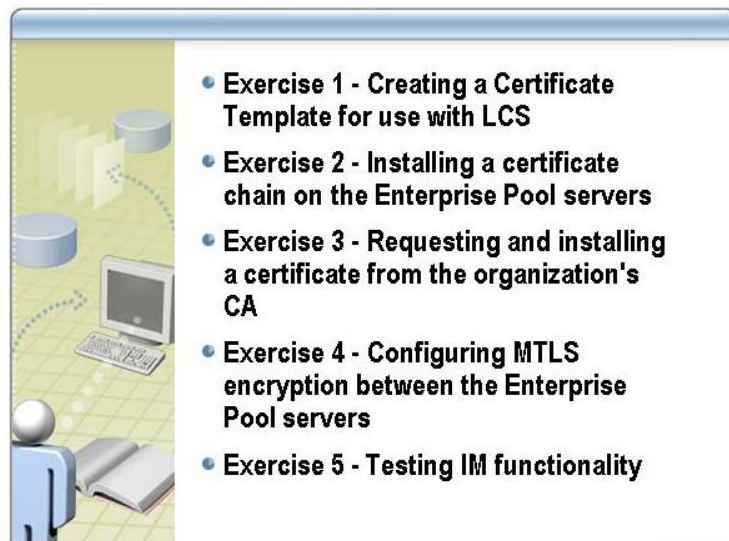 Exercise 1 - Creating a Certificate
Template for use with LCS
Exercise 2 - Installing a certificate
chain on the Enterprise Pool servers
Exercise 3 - Requesting and installing
a certificate from the organization's
CA
Exercise 4 - Configuring MTLS
encryption between the Enterprise
Pool servers
Exercise 5 - Testing IM functionality